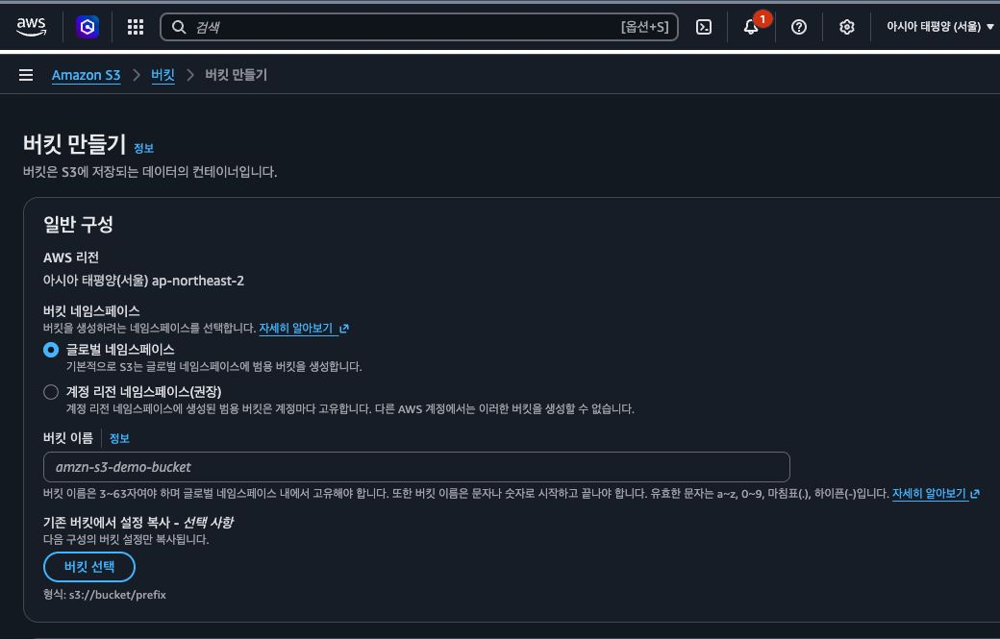 aws
검색
[옵션+S]
1
아시아 태평양 (서울)
Amazon S3
버킷
버킷 만들기
버킷 만들기 정보
버킷은 S3에 저장되는 데이터의 컨테이너입니다.
일반 구성
AWS 리전
아시아 태평양(서울) ap-northeast-2
버킷 네임스페이스
버킷을 생성하려는 네임스페이스를 선택합니다. 자세히 알아보기
글로벌 네임스페이스
기본적으로 S3는 글로벌 네임스페이스에 범용 버킷을 생성합니다.
계정 리전 네임스페이스(권장)
계정 리전 네임스페이스에 생성된 범용 버킷은 계정마다 고유합니다. 다른 AWS 계정에서는 이러한 버킷을 생성할 수 없습니다.
버킷 이름 정보
amzn-s3-demo-bucket
버킷 이름은 3~63자여야 하며 글로벌 네임스페이스 내에서 고유해야 합니다. 또한 버킷 이름은 문자나 숫자로 시작하고 끝나야 합니다. 유효한 문자는 a~z, 0~9, 마침표(.), 하이픈(-)입니다. 자세히 알아보기
기존 버킷에서 설정 복사 - 선택 사항
다음 구성의 버킷 설정만 복사됩니다.
버킷 선택
형식: s3://bucket/prefix